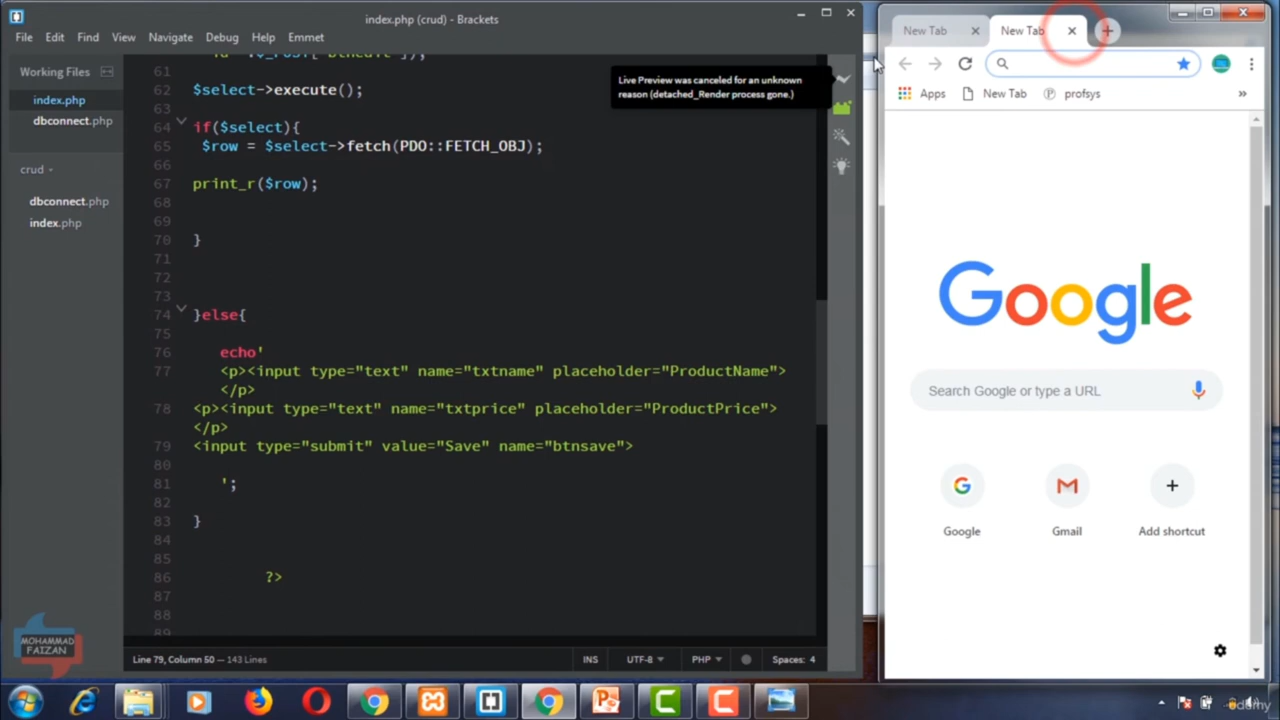 index.php (crud) - Brackets
File Edit Find View Navigate Debug Help Emmet
Working Files
index.php
dbconnect.php
crud
dbconnect.php
index.php
61
62 $select->execute();
63
64 if($select){
65 $row = $select->fetch(PDO::FETCH_OBJ);
66
67 print_r($row);
68
69
70 }
71
72
73
74 }else{
75
76 echo'
77 <p><input type="text" name="txtname" placeholder="ProductName">
</p>
78 <p><input type="text" name="txtprice" placeholder="ProductPrice">
</p>
79 <input type="submit" value="Save" name="btnsave">
80
81 ';
82
83 }
84
85
86 ?>
87
88
89
Live Preview was canceled for an unknown
reason (detached_Render process gone.)
Line 79, Column 50 — 143 Lines
INS UTF-8 PHP Spaces: 4
New Tab New Tab
Apps New Tab profsys
Google
Search Google or type a URL
Google Gmail Add shortcut
MOHAMMAD
FAIZAN
Udemy